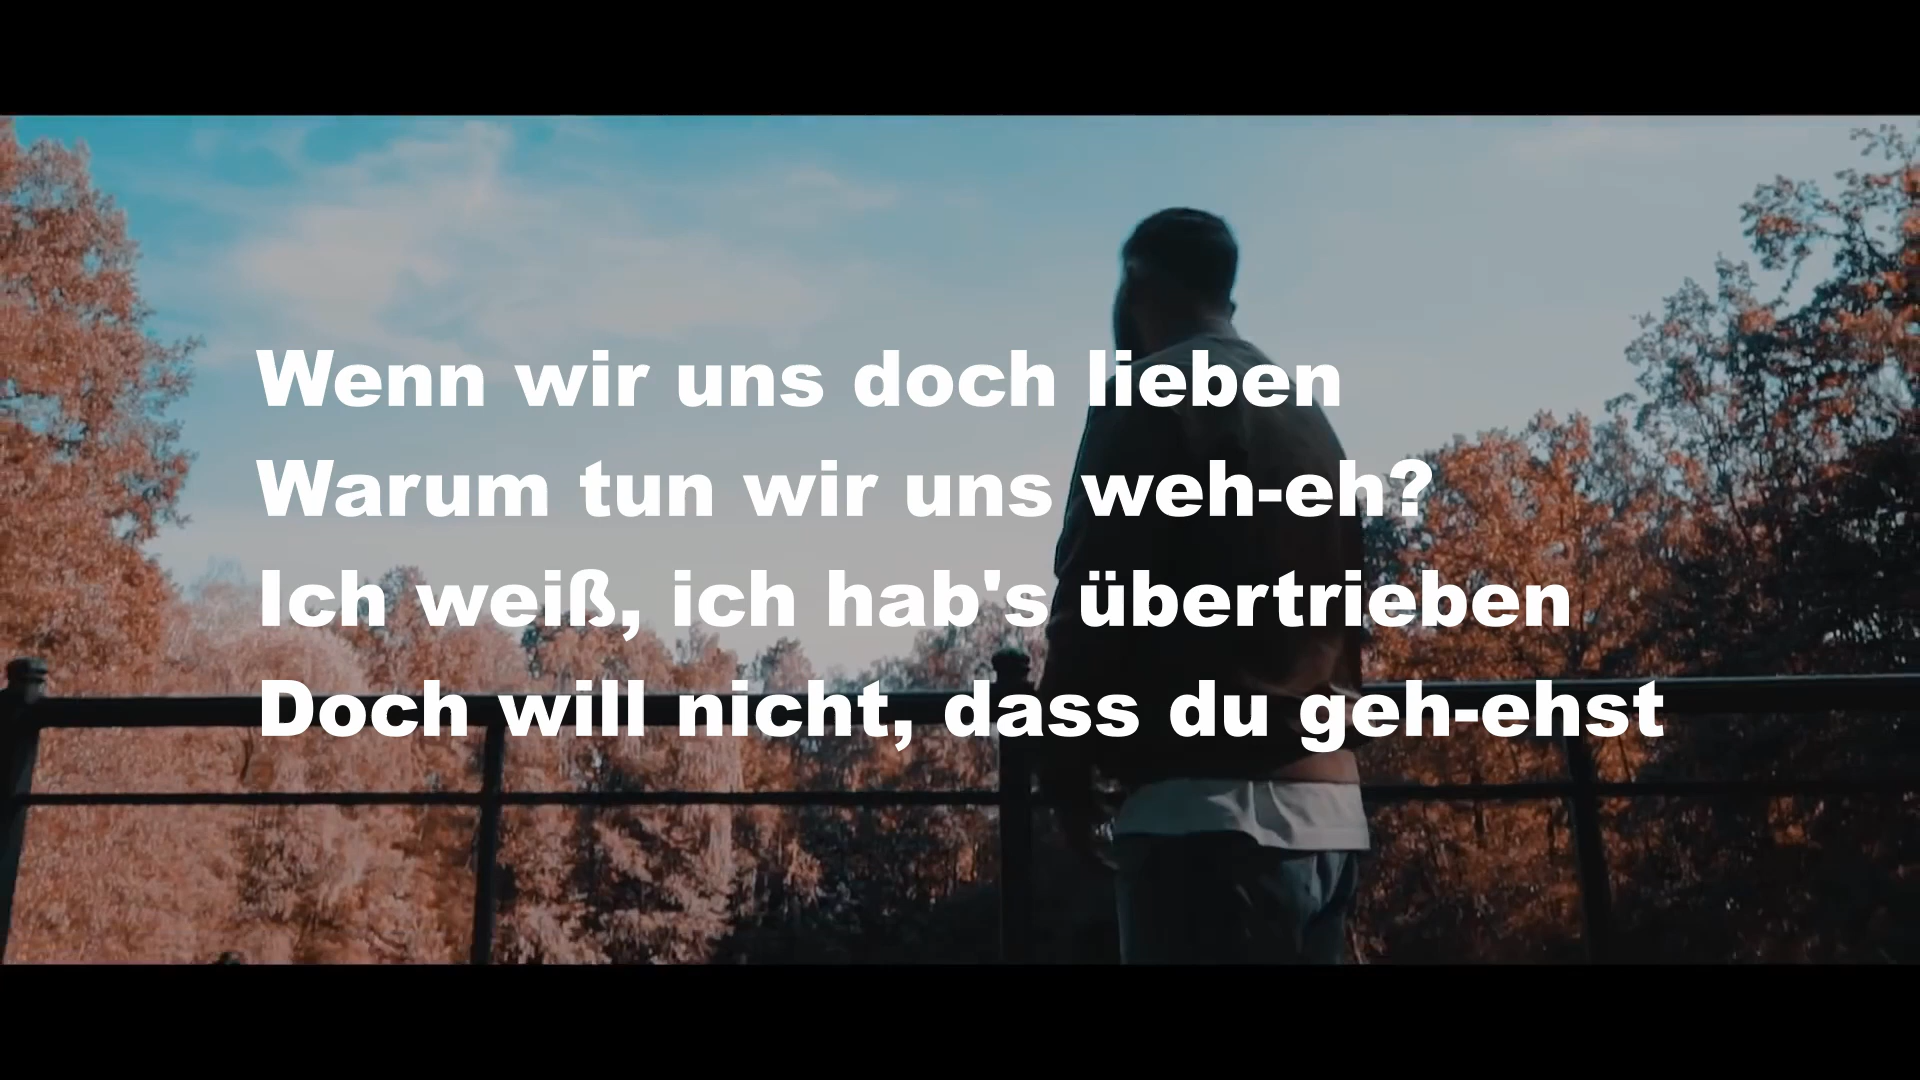 Wenn wir uns doch lieben
Warum tun wir uns weh-eh?
Ich weiß, ich hab's übertrieben
Doch will nicht, dass du geh-ehst